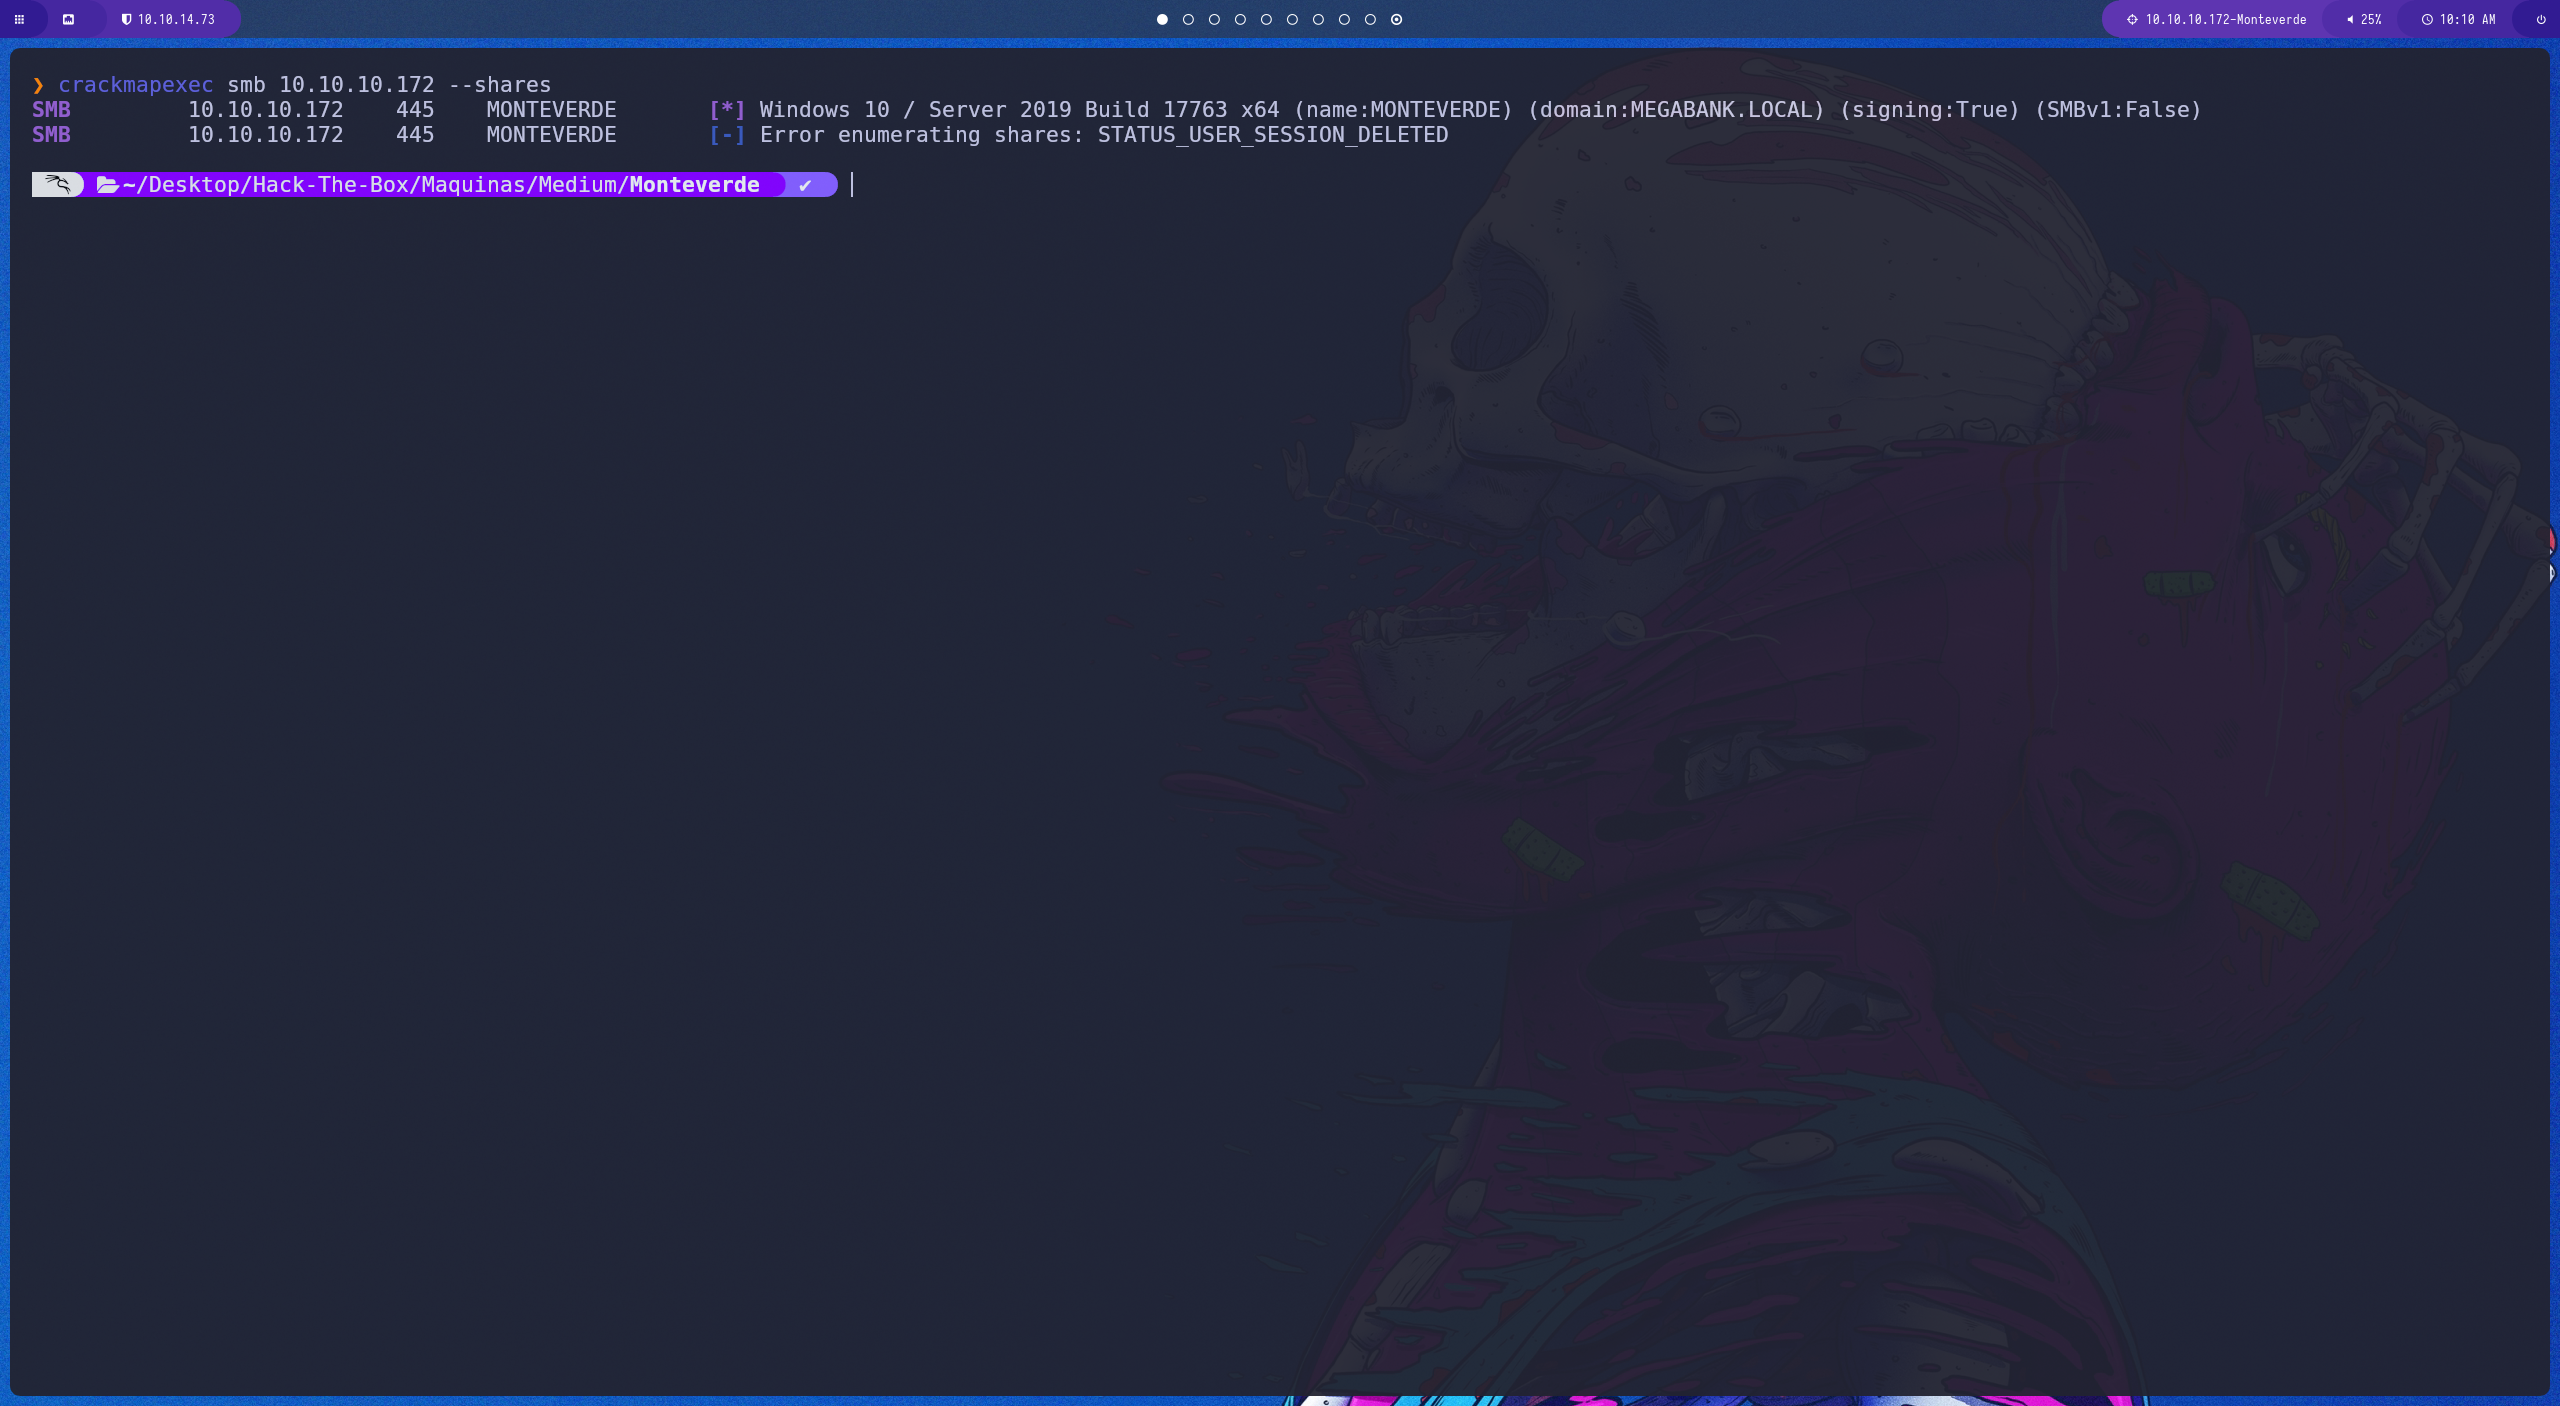 10.10.14.73
10.10.10.172-Monteverde 25% 10:10 AM
❯ crackmapexec smb 10.10.10.172 --shares
SMB 10.10.10.172 445 MONTEVERDE [*] Windows 10 / Server 2019 Build 17763 x64 (name:MONTEVERDE) (domain:MEGABANK.LOCAL) (signing:True) (SMBv1:False)
SMB 10.10.10.172 445 MONTEVERDE [-] Error enumerating shares: STATUS_USER_SESSION_DELETED
~/Desktop/Hack-The-Box/Maquinas/Medium/Monteverde ✔